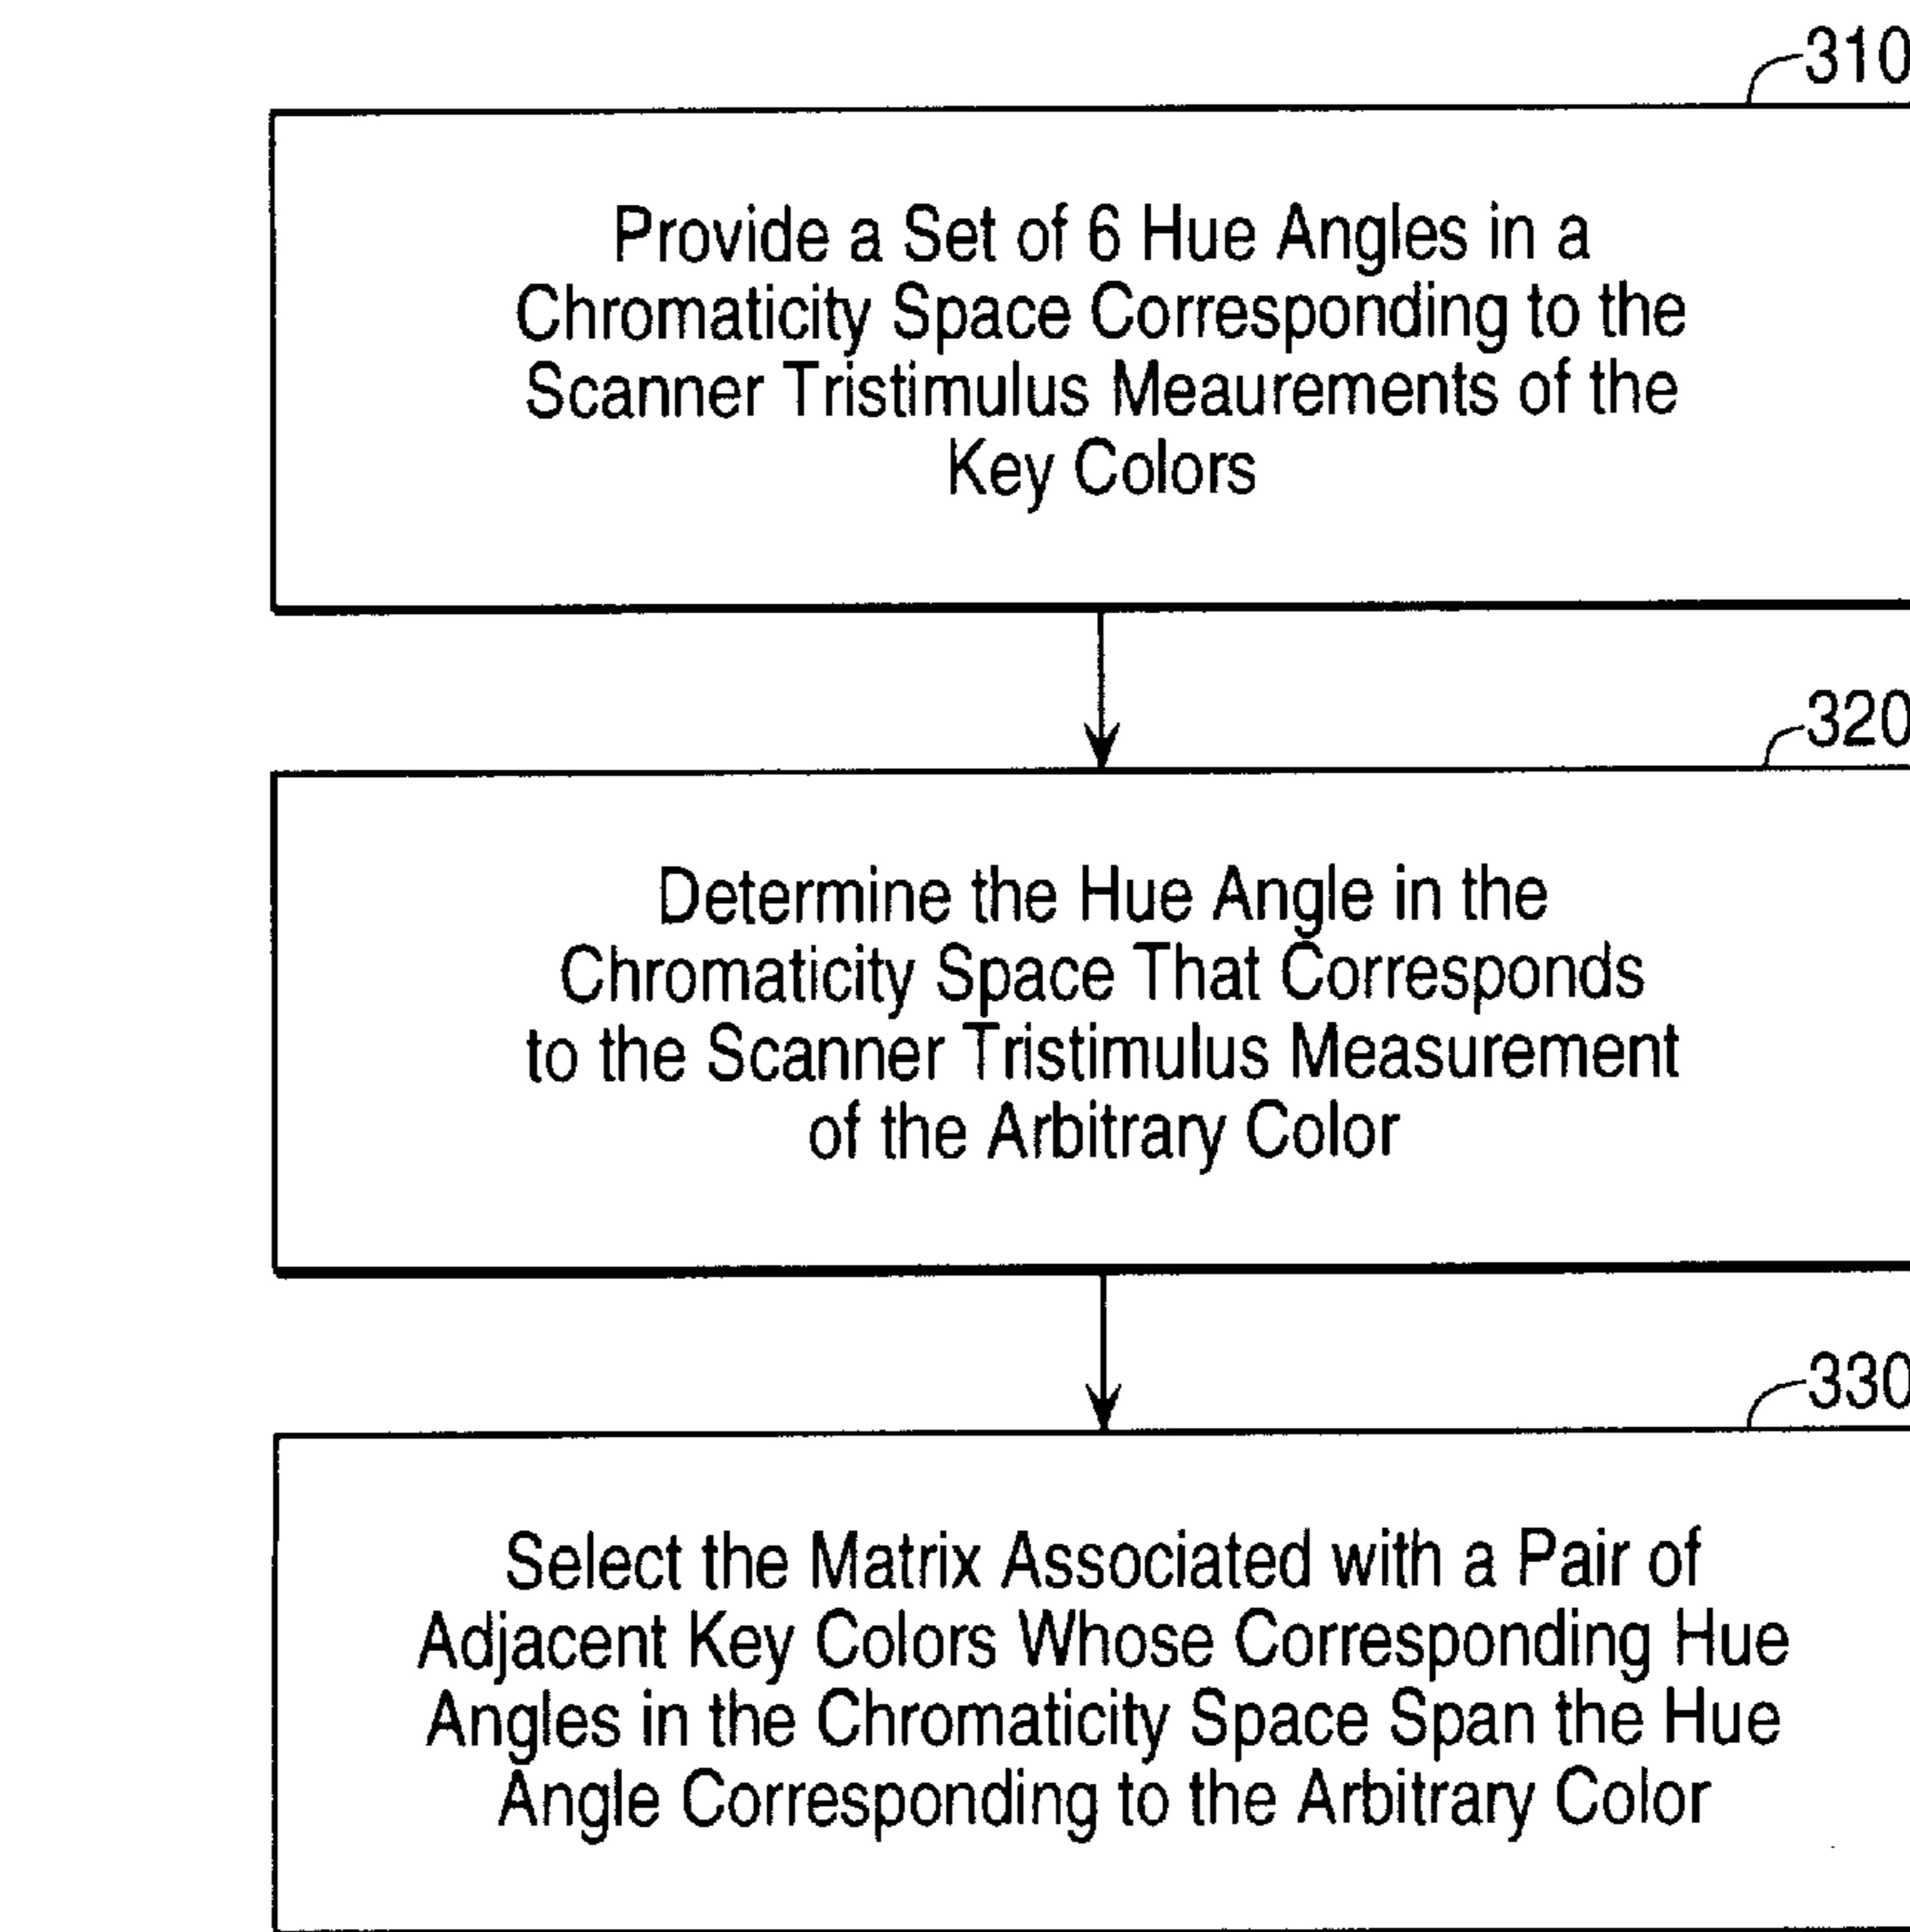 310
Provide a Set of 6 Hue Angles in a
Chromaticity Space Corresponding to the
Scanner Tristimulus Meaurements of the
Key Colors
320
Determine the Hue Angle in the
Chromaticity Space That Corresponds
to the Scanner Tristimulus Measurement
of the Arbitrary Color
330
Select the Matrix Associated with a Pair of
Adjacent Key Colors Whose Corresponding Hue
Angles in the Chromaticity Space Span the Hue
Angle Corresponding to the Arbitrary Color